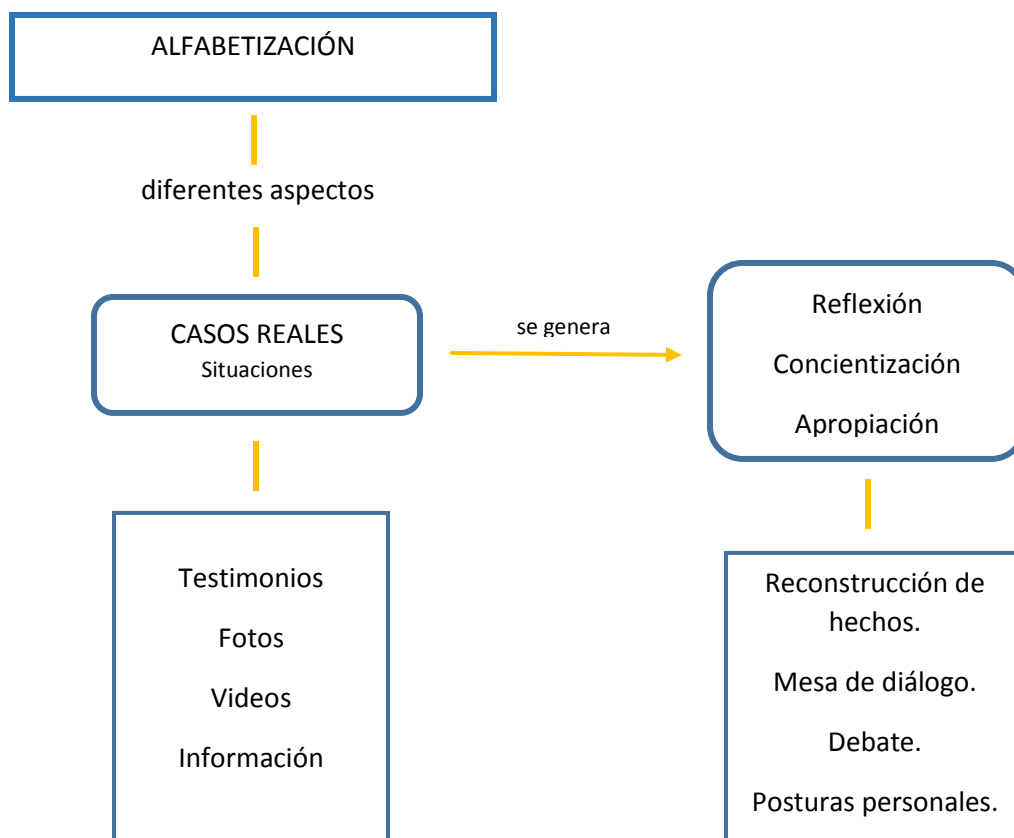 ALFABETIZACIÓN
diferentes aspectos
CASOS REALES
Situaciones
se genera
Reflexión
Concientización
Apropiación
Testimonios
Fotos
Videos
Información
Reconstrucción de
hechos.
Mesa de diálogo.
Debate.
Posturas personales.